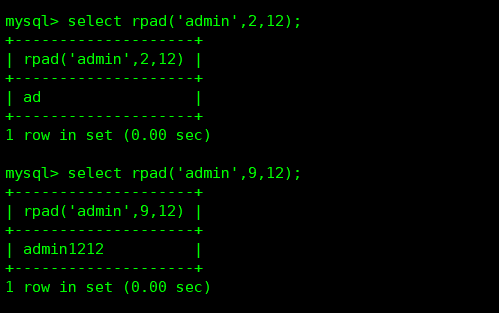 mysql> select rpad('admin',2,12);
+--------------------+
| rpad('admin',2,12) |
+--------------------+
| ad                 |
+--------------------+
1 row in set (0.00 sec)

mysql> select rpad('admin',9,12);
+--------------------+
| rpad('admin',9,12) |
+--------------------+
| admin1212          |
+--------------------+
1 row in set (0.00 sec)